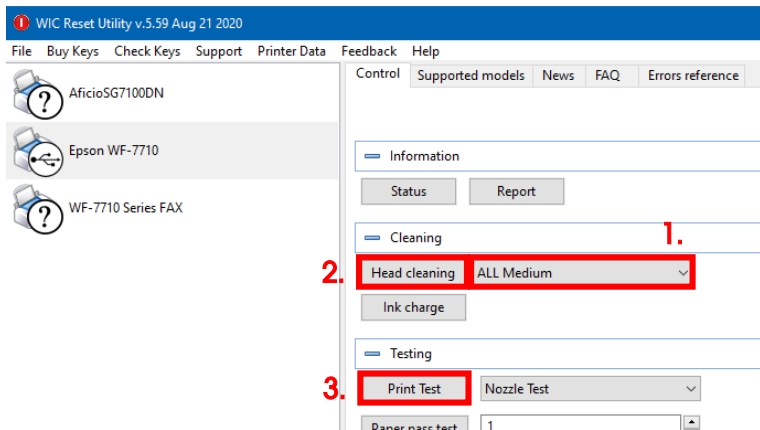 WIC Reset Utility v.5.59 Aug 21 2020
File Buy Keys Check Keys Support Printer Data Feedback Help
AficioSG7100DN
Epson WF-7710
WF-7710 Series FAX
Control Supported models News FAQ Errors reference
Information
Status Report
Cleaning
1.
2. Head cleaning ALL Medium
Ink charge
Testing
3. Print Test Nozzle Test
Paper pass test 1